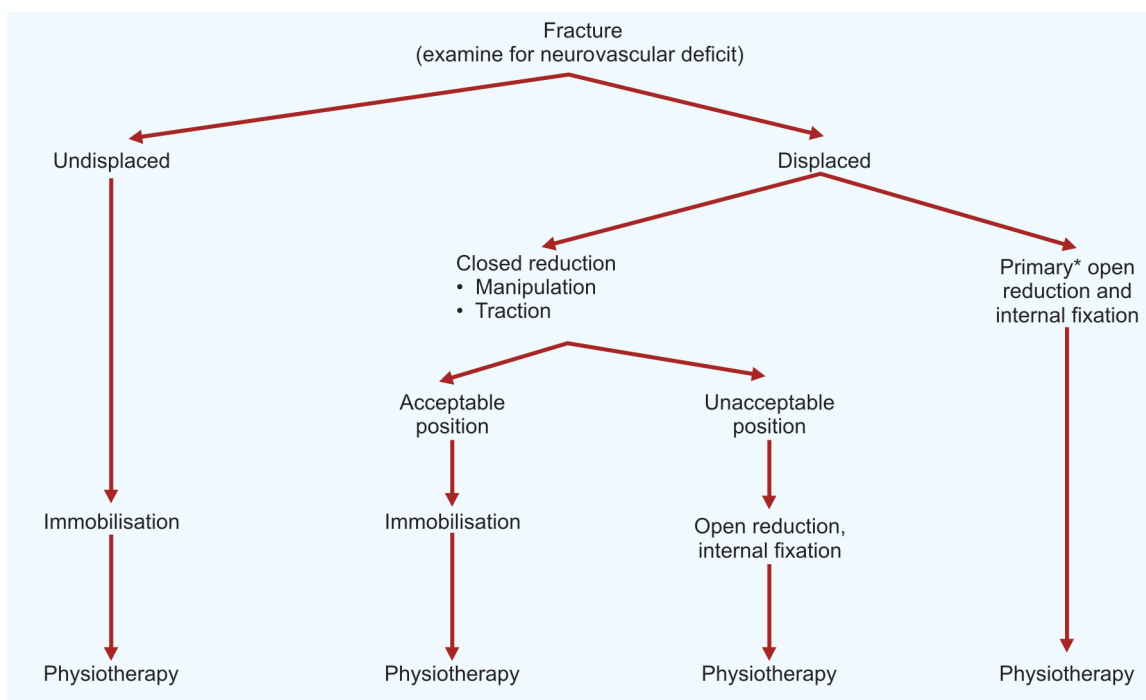 Fracture
(examine for neurovascular deficit)
Undisplaced
Displaced
Closed reduction
• Manipulation
• Traction
Primary* open
reduction and
internal fixation
Acceptable
position
Unacceptable
position
Immobilisation
Immobilisation
Open reduction,
internal fixation
Physiotherapy
Physiotherapy
Physiotherapy
Physiotherapy